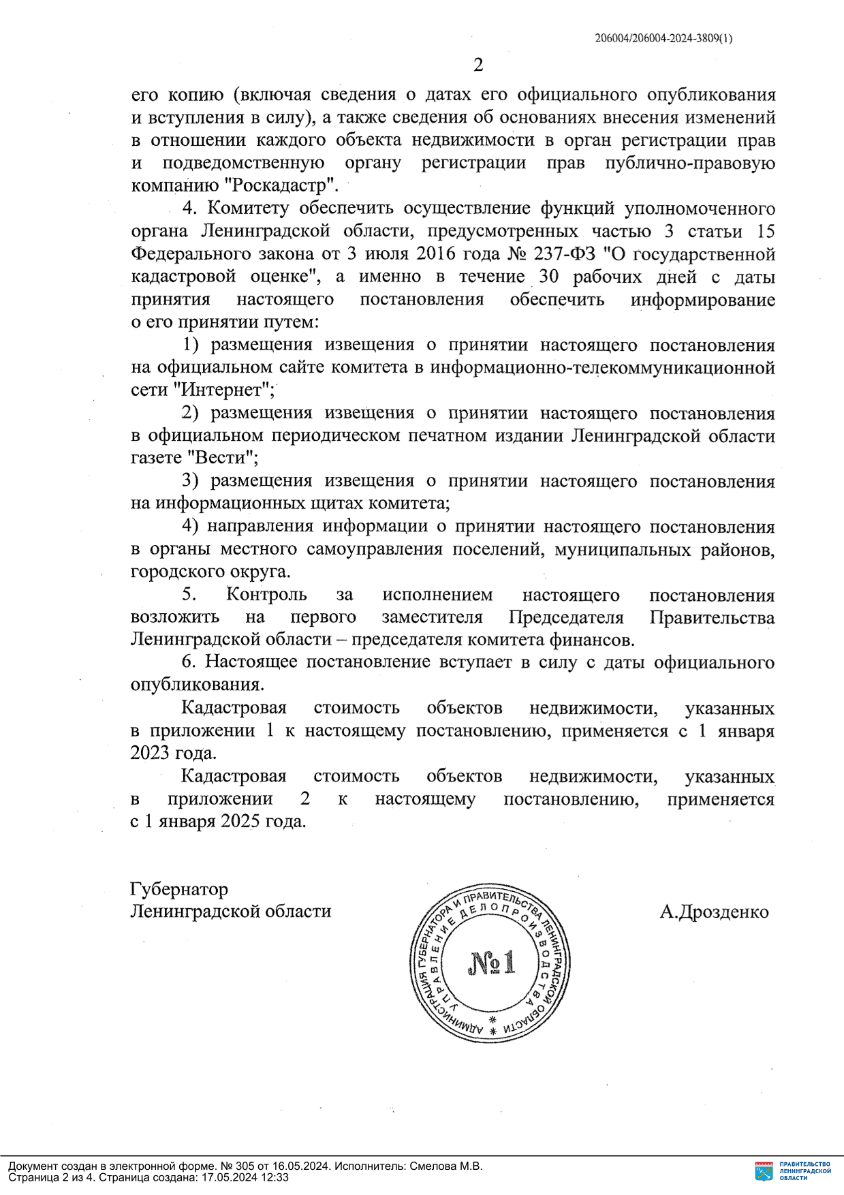 206004/206004-2024-3809(1)
2
его копию (включая сведения о датах его официального опубликования
и вступления в силу), а также сведения об основаниях внесения изменений
в отношении каждого объекта недвижимости в орган регистрации прав
и подведомственную органу регистрации прав публично-правовую
компанию "Роскадастр".
4. Комитету обеспечить осуществление функций уполномоченного
органа Ленинградской области, предусмотренных частью 3 статьи 15
Федерального закона от 3 июля 2016 года № 237-ФЗ "О государственной
кадастровой оценке", а именно в течение 30 рабочих дней с даты
принятия настоящего постановления обеспечить информирование
о его принятии путем:
1) размещения извещения о принятии настоящего постановления
на официальном сайте комитета в информационно-телекоммуникационной
сети "Интернет";
2) размещения извещения о принятии настоящего постановления
в официальном периодическом печатном издании Ленинградской области
газете "Вести";
3) размещения извещения о принятии настоящего постановления
на информационных щитах комитета;
4) направления информации о принятии настоящего постановления
в органы местного самоуправления поселений, муниципальных районов,
городского округа.
5. Контроль за исполнением настоящего постановления
возложить на первого заместителя Председателя Правительства
Ленинградской области – председателя комитета финансов.
6. Настоящее постановление вступает в силу с даты официального
опубликования.
Кадастровая стоимость объектов недвижимости, указанных
в приложении 1 к настоящему постановлению, применяется с 1 января
2023 года.
Кадастровая стоимость объектов недвижимости, указанных
в приложении 2 к настоящему постановлению, применяется
с 1 января 2025 года.
Губернатор
Ленинградской области А.Дрозденко
АДМИНИСТРАЦИЯ ГУБЕРНАТОРА И ПРАВИТЕЛЬСТВА ЛЕНИНГРАДСКОЙ ОБЛАСТИ
УПРАВЛЕНИЕ ДЕЛОПРОИЗВОДСТВА
№1
Документ создан в электронной форме. № 305 от 16.05.2024. Исполнитель: Смелова М.В.
Страница 2 из 4. Страница создана: 17.05.2024 12:33
ПРАВИТЕЛЬСТВО
ЛЕНИНГРАДСКОЙ
ОБЛАСТИ